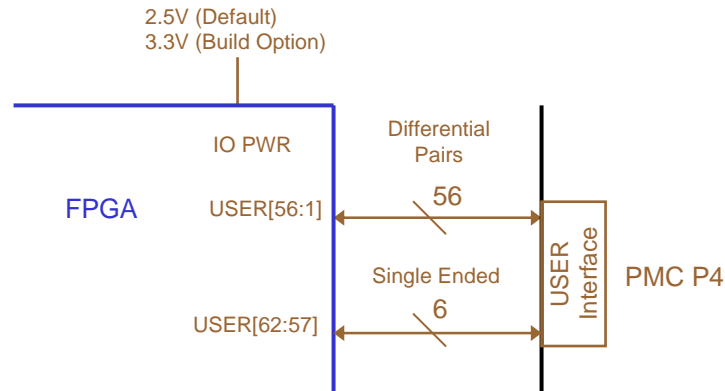 2.5V (Default)
3.3V (Build Option)
IO PWR
Differential
Pairs
FPGA
USER[56:1]
56
Single Ended
6
USER[62:57]
USER
Interface
PMC P4